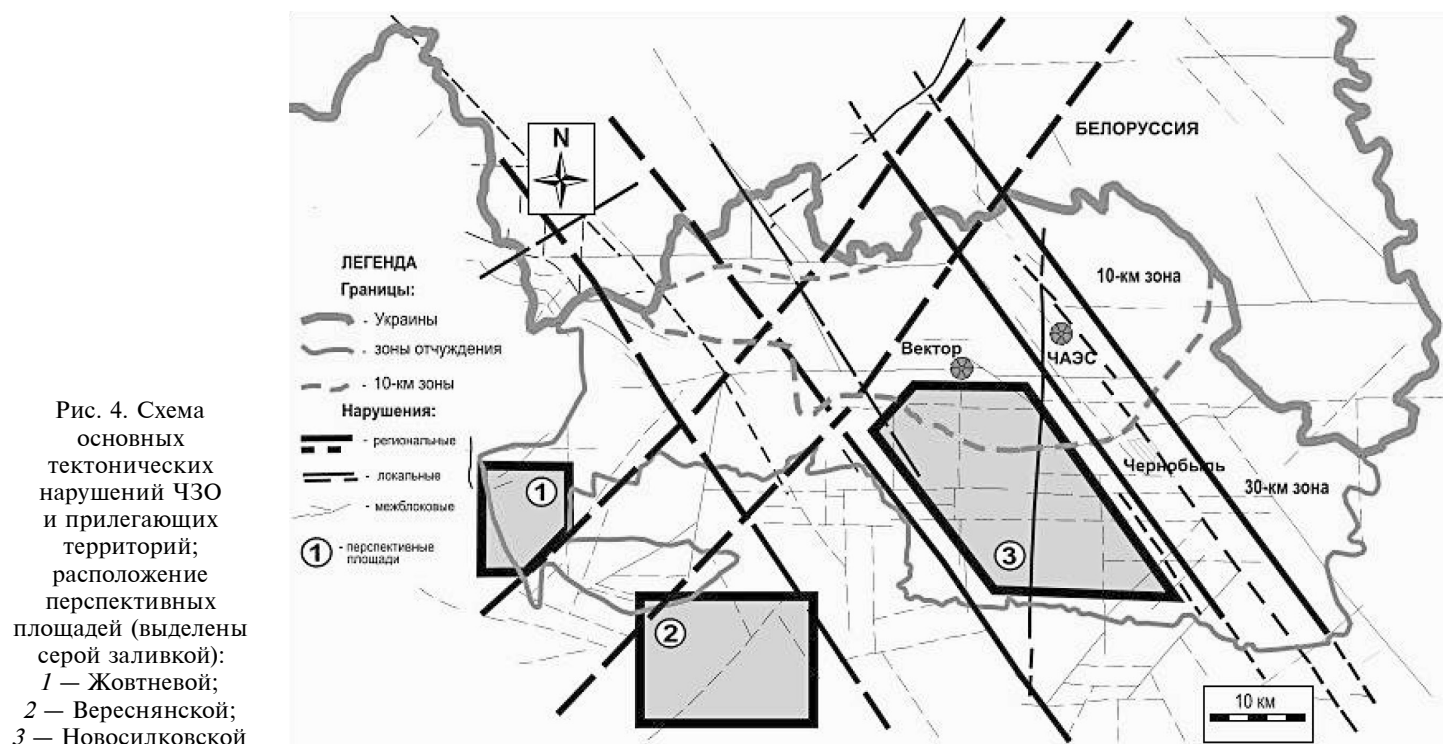 Рис. 4. Схема
основных
тектонических
нарушений ЧЗО
и прилегающих
территорий;
расположение
перспективных
площадей (выделены
серой заливкой):
1 — Жовтневой;
2 — Вереснянской;
3 — Новосилковской
N
БЕЛОРУССИЯ
ЛЕГЕНДА
Границы:
- Украины
- зоны отчуждения
- 10-км зоны
Нарушения:
- региональные
- локальные
- межблоковые
1 - перспективные
площади
10-км зона
Вектор
ЧАЭС
Чернобыль
30-км зона
1
2
3
10 км